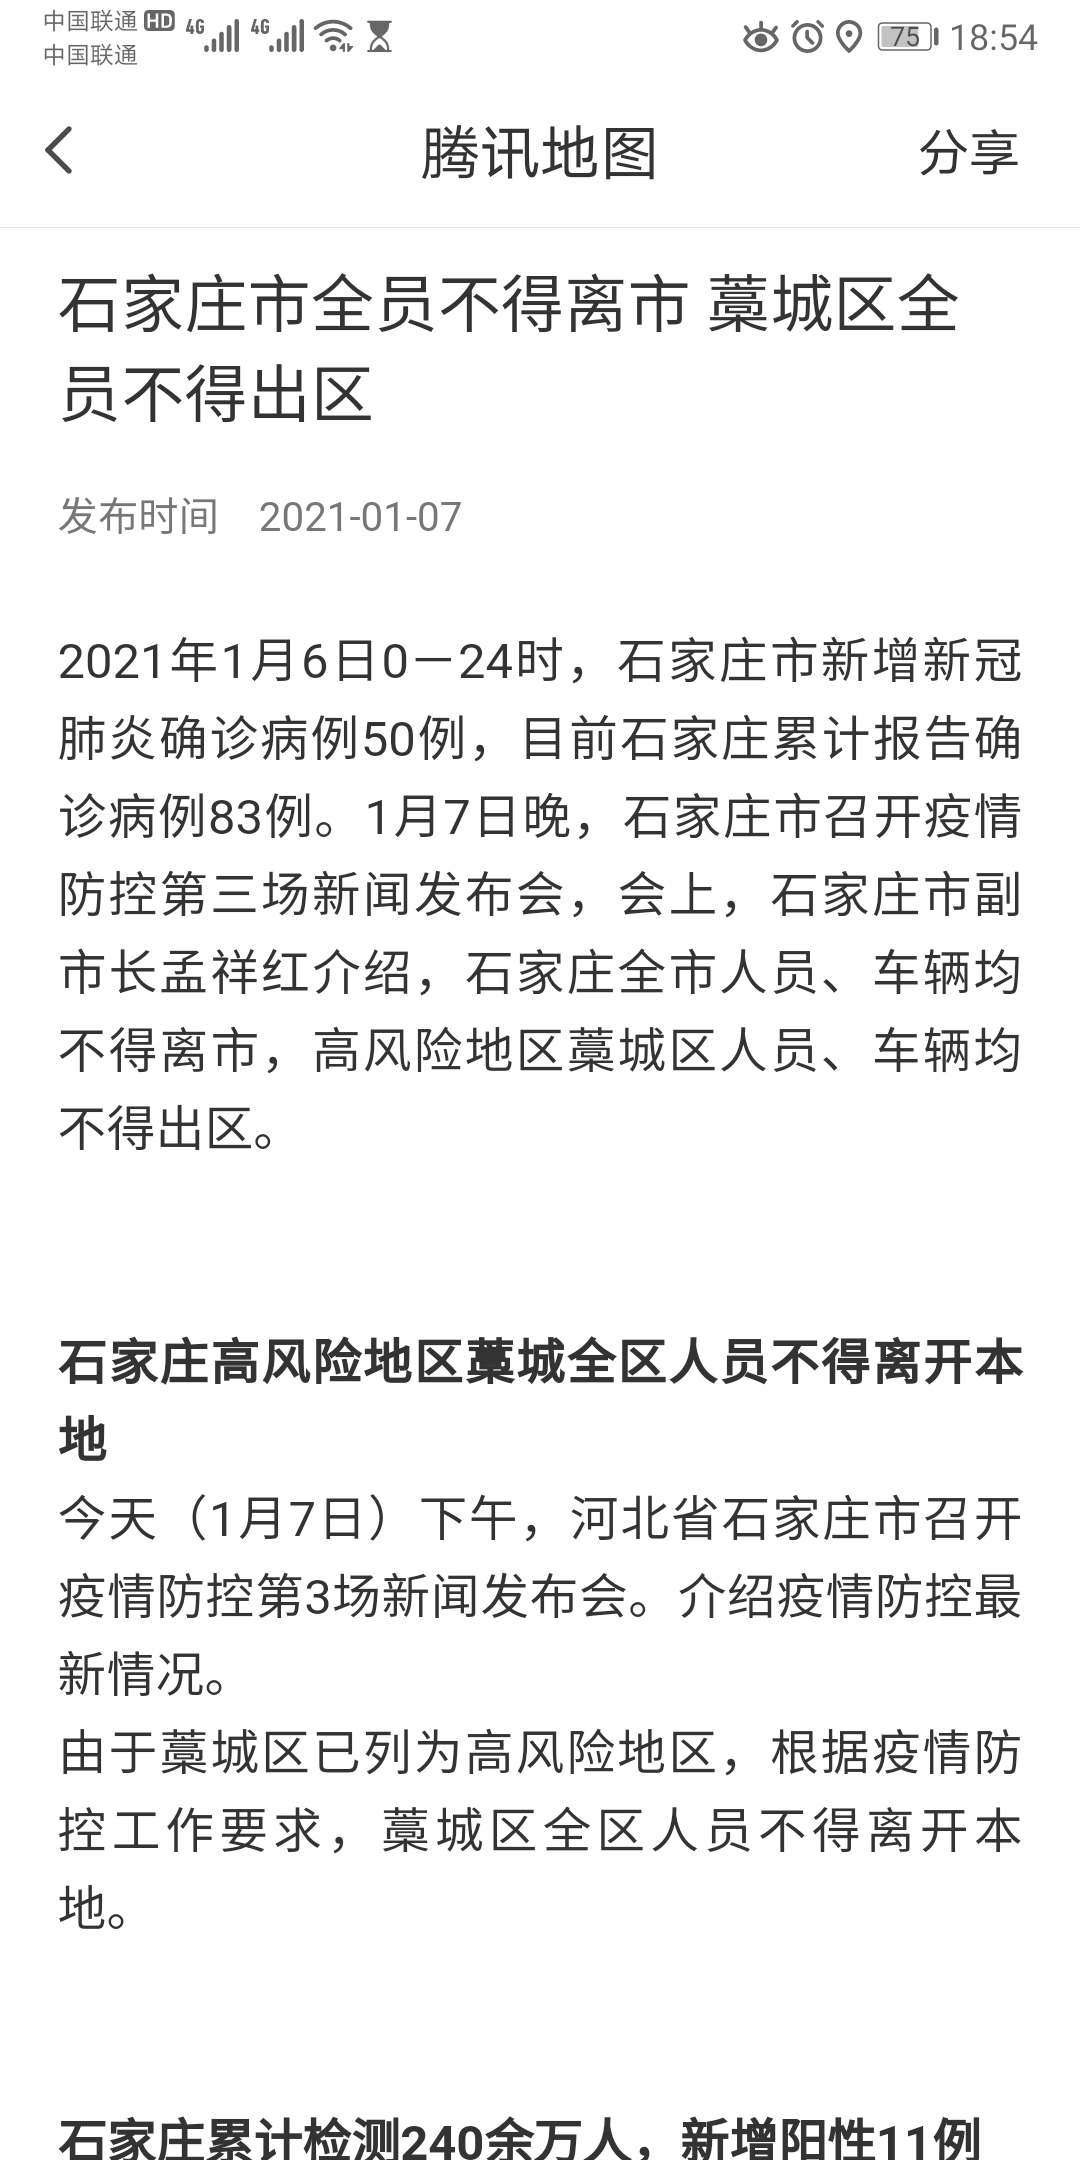 中国联通 HD 4G 4G 75 18:54
中国联通
腾讯地图 分享
石家庄市全员不得离市 藁城区全
员不得出区
发布时间 2021-01-07
2021年1月6日0—24时，石家庄市新增新冠
肺炎确诊病例50例，目前石家庄累计报告确
诊病例83例。1月7日晚，石家庄市召开疫情
防控第三场新闻发布会，会上，石家庄市副
市长孟祥红介绍，石家庄全市人员、车辆均
不得离市，高风险地区藁城区人员、车辆均
不得出区。
石家庄高风险地区藁城全区人员不得离开本
地
今天（1月7日）下午，河北省石家庄市召开
疫情防控第3场新闻发布会。介绍疫情防控最
新情况。
由于藁城区已列为高风险地区，根据疫情防
控工作要求，藁城区全区人员不得离开本
地。
石家庄累计检测240余万人，新增阳性11例